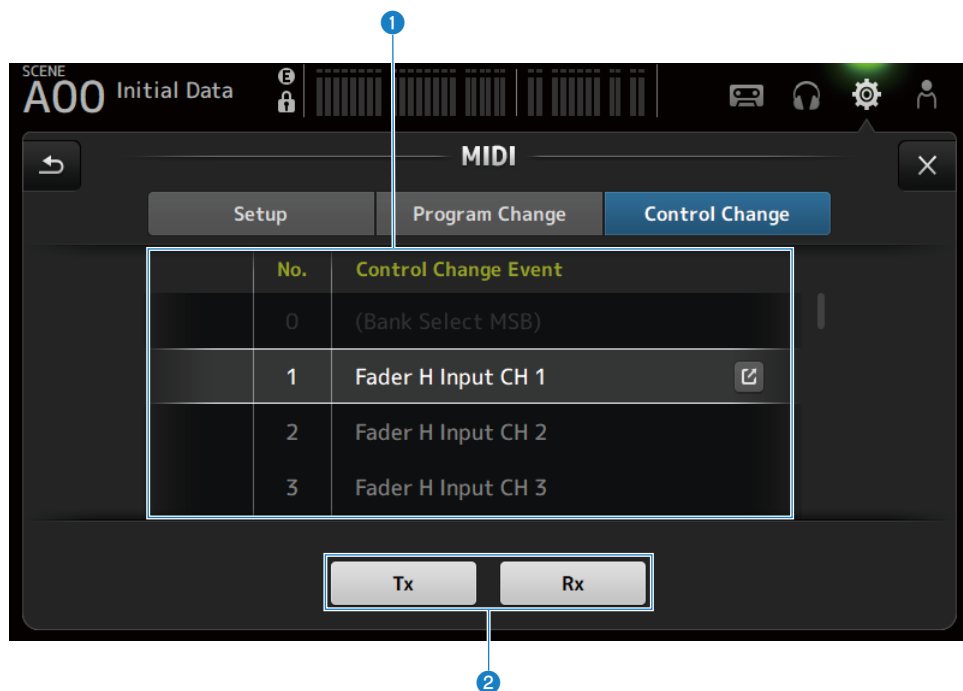 1
SCENE
A00 Initial Data
E
MIDI
Setup Program Change Control Change
No. Control Change Event
0 (Bank Select MSB)
1 Fader H Input CH 1
2 Fader H Input CH 2
3 Fader H Input CH 3
Tx Rx
2